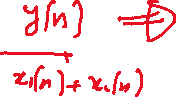 y[n] ⇒
x₁[n] + x₂[n]